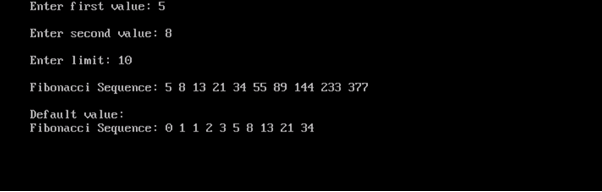 Enter first value: 5
Enter second value: 8
Enter limit: 10
Fibonacci Sequence: 5 8 13 21 34 55 89 144 233 377
Default value:
Fibonacci Sequence: 0 1 1 2 3 5 8 13 21 34